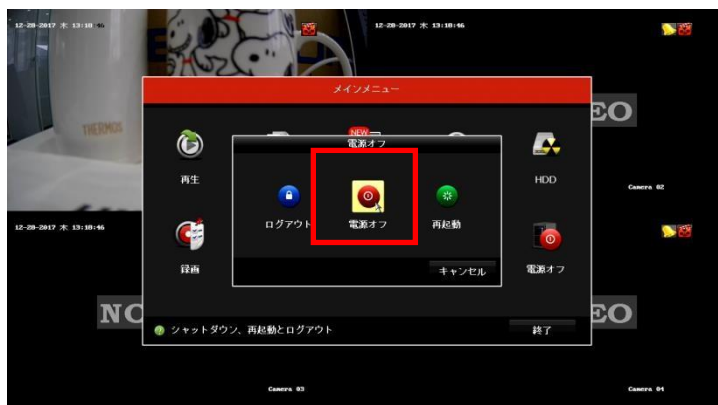 12-28-2017 木 13:18:46
12-28-2017 木 13:18:46
THERMOS
メインメニュー
EO
NEW
電源オフ
再生
HDD
ログアウト
電源オフ
再起動
Camera 02
12-28-2017 木 13:18:46
録画
キャンセル
電源オフ
NO
EO
シャットダウン、再起動とログアウト
終了
Camera 03
Camera 04